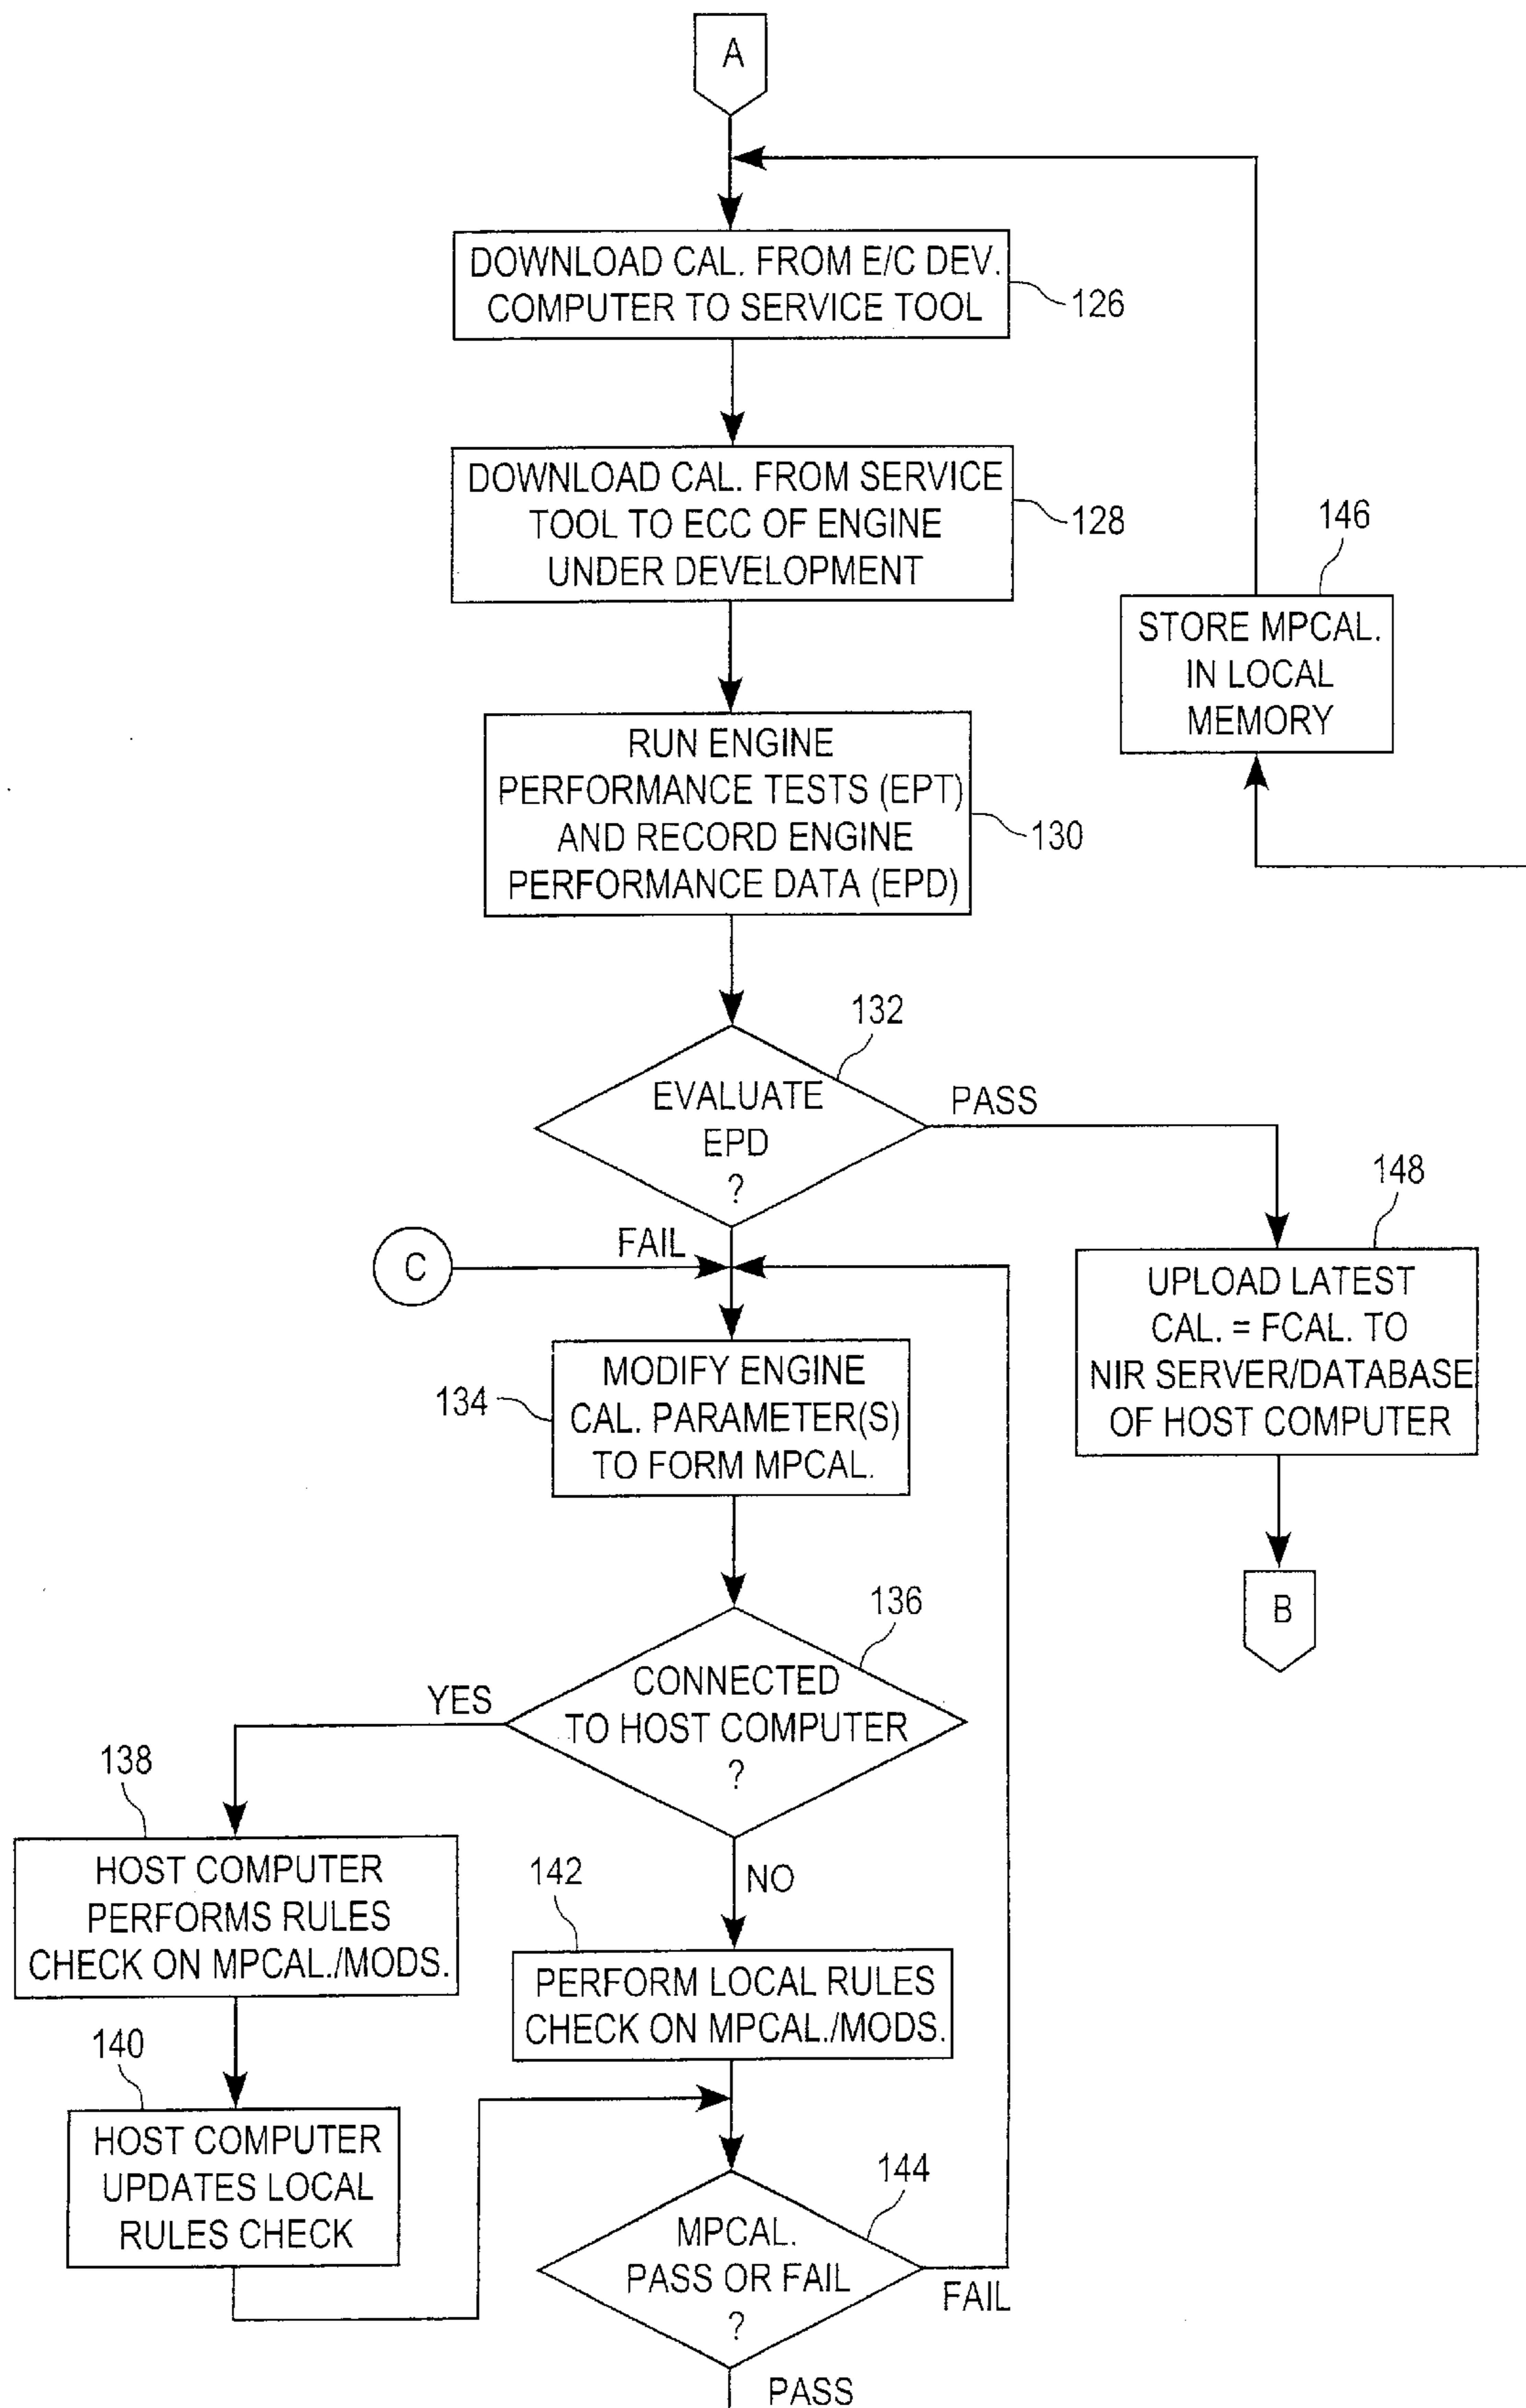 A
DOWNLOAD CAL. FROM E/C DEV.
COMPUTER TO SERVICE TOOL
126
DOWNLOAD CAL. FROM SERVICE
TOOL TO ECC OF ENGINE
UNDER DEVELOPMENT
128
146
STORE MPCAL.
IN LOCAL
MEMORY
RUN ENGINE
PERFORMANCE TESTS (EPT)
AND RECORD ENGINE
PERFORMANCE DATA (EPD)
130
132
EVALUATE
EPD
?
PASS
FAIL
C
148
UPLOAD LATEST
CAL. = FCAL. TO
NIR SERVER/DATABASE
OF HOST COMPUTER
B
134
MODIFY ENGINE
CAL. PARAMETER(S)
TO FORM MPCAL.
136
CONNECTED
TO HOST COMPUTER
?
YES
NO
138
HOST COMPUTER
PERFORMS RULES
CHECK ON MPCAL./MODS.
142
PERFORM LOCAL RULES
CHECK ON MPCAL./MODS.
140
HOST COMPUTER
UPDATES LOCAL
RULES CHECK
144
MPCAL.
PASS OR FAIL
?
FAIL
PASS